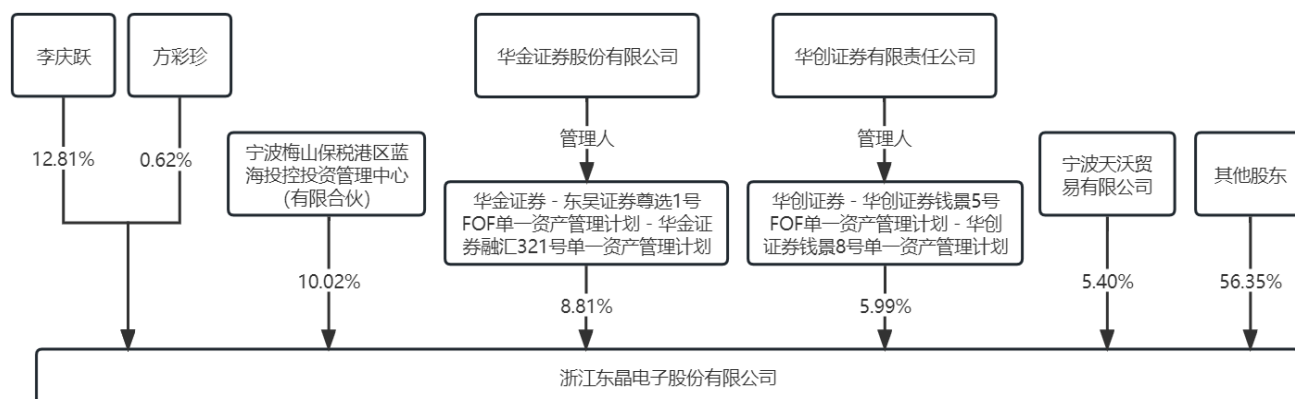 李庆跃
方彩珍
华金证券股份有限公司
华创证券有限责任公司
12.81%
0.62%
宁波梅山保税港区蓝
海投控投资管理中心
(有限合伙)
管理人
管理人
宁波天沃贸
易有限公司
其他股东
华金证券 - 东吴证券尊选1号
FOF单一资产管理计划 - 华金证
券融汇321号单一资产管理计划
华创证券 - 华创证券钱景5号
FOF单一资产管理计划 - 华创
证券钱景8号单一资产管理计划
10.02%
8.81%
5.99%
5.40%
56.35%
浙江东晶电子股份有限公司